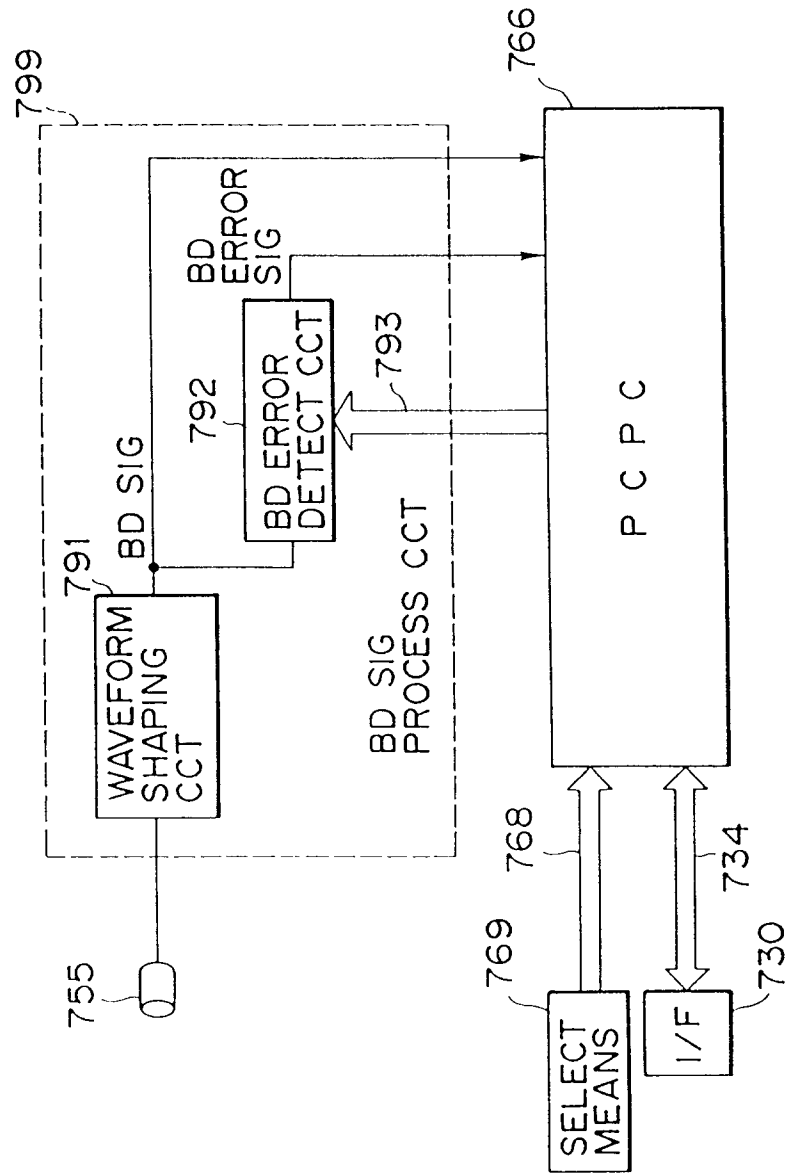 799
791
WAVEFORM
SHAPING
CCT
BD SIG
755
792
BD ERROR
DETECT CCT
BD
ERROR
SIG
793
BD SIG
PROCESS CCT
766
PCPC
769
SELECT
MEANS
768
I/F
730
734